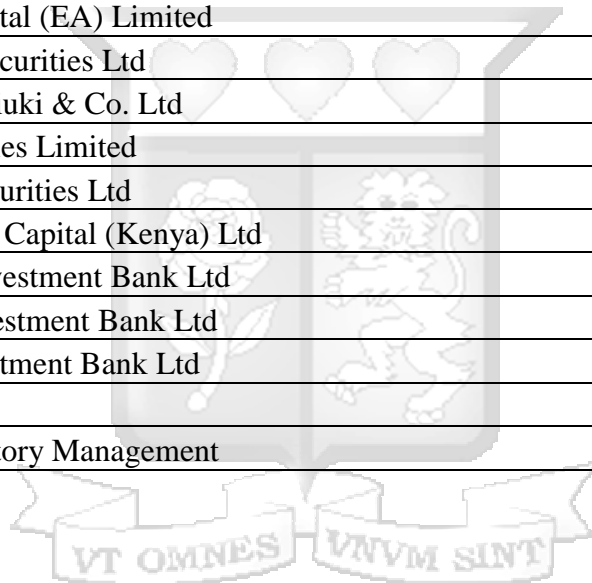 tal (EA) Limited
curities Ltd
uki & Co. Ltd
es Limited
urities Ltd
Capital (Kenya) Ltd
vestment Bank Ltd
estment Bank Ltd
tment Bank Ltd
tory Management
VT OMNES VNVM SINT